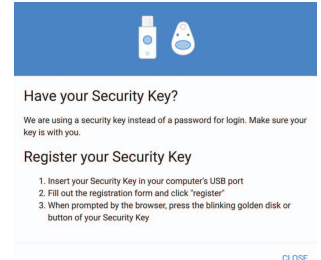 Have your Security Key?
We are using a security key instead of a password for login. Make sure your
key is with you.
Register your Security Key
1. Insert your Security Key in your computer's USB port
2. Fill out the registration form and click "register"
3. When prompted by the browser, press the blinking golden disk or
button of your Security Key
CLOSE